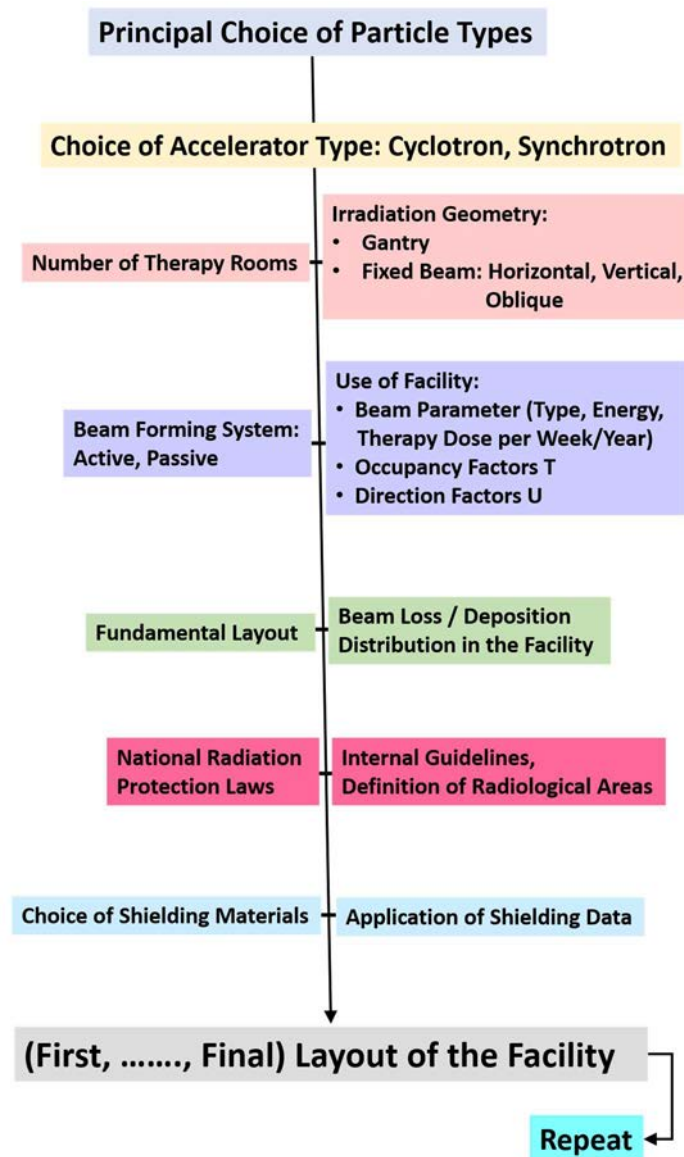 Principal Choice of Particle Types
Choice of Accelerator Type: Cyclotron, Synchrotron
Number of Therapy Rooms
Irradiation Geometry:
• Gantry
• Fixed Beam: Horizontal, Vertical,
Oblique
Beam Forming System:
Active, Passive
Use of Facility:
• Beam Parameter (Type, Energy,
Therapy Dose per Week/Year)
• Occupancy Factors T
• Direction Factors U
Fundamental Layout
Beam Loss / Deposition
Distribution in the Facility
National Radiation
Protection Laws
Internal Guidelines,
Definition of Radiological Areas
Choice of Shielding Materials
Application of Shielding Data
(First, ……., Final) Layout of the Facility
Repeat